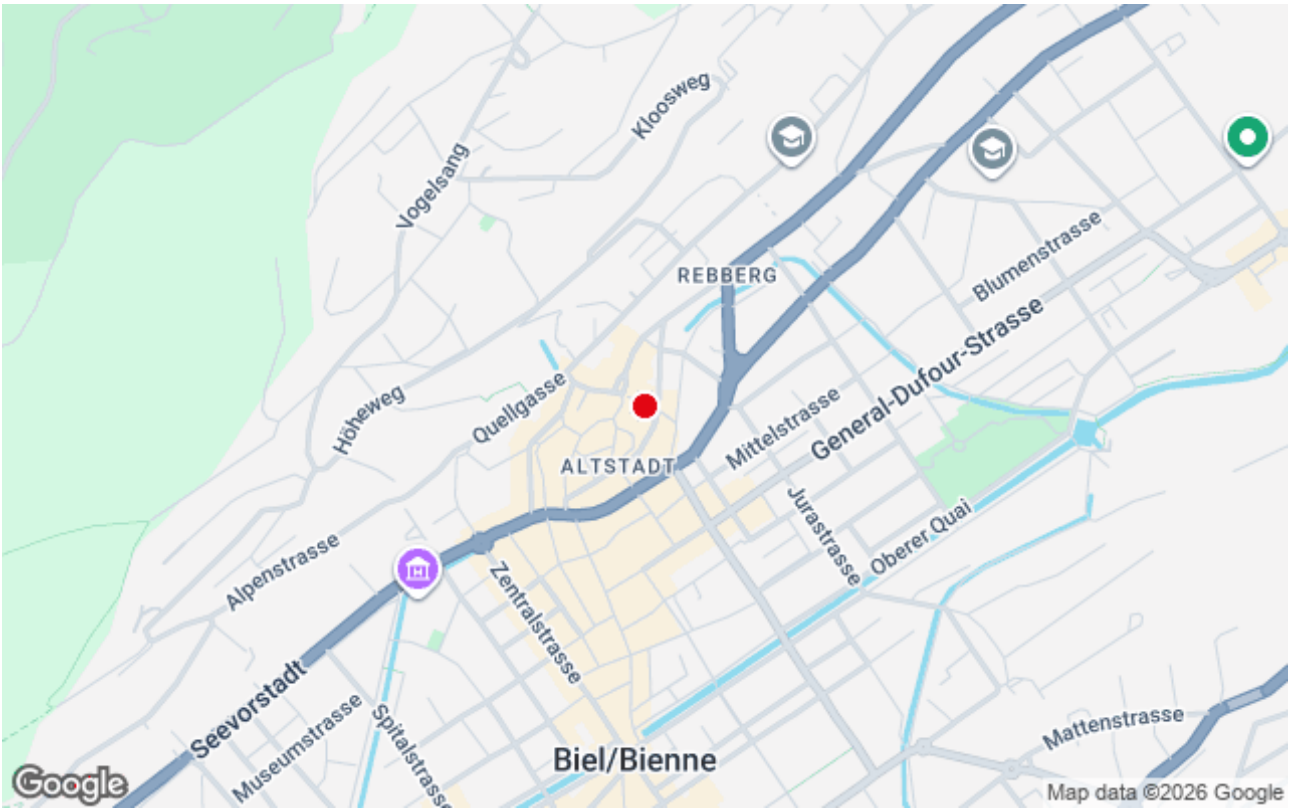 Kloosweg
Vogelsang
REBBERG
Blumenstrasse
General-Dufour-Strasse
Höheweg
Quellgasse
Mittelstrasse
ALTSTADT
Jurastrasse
Oberer Quai
Alpenstrasse
Zentralstrasse
Seevorstadt
Museumstrasse
Spitalstrasse
Mattenstrasse
Biel/Bienne
Google
Map data ©2026 Google